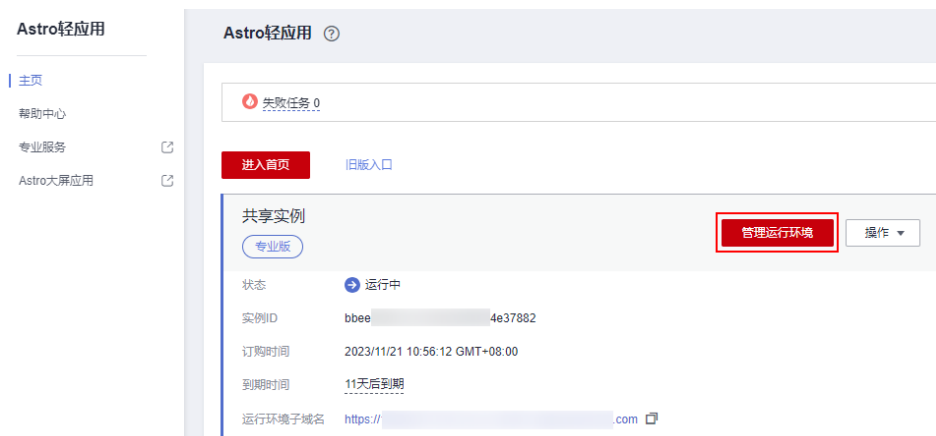 Astro轻应用
主页
帮助中心
专业服务
Astro大屏应用
Astro轻应用
失败任务 0
进入首页 旧版入口
共享实例
专业版
管理运行环境 操作
状态 运行中
实例ID bbee 4e37882
订购时间 2023/11/21 10:56:12 GMT+08:00
到期时间 11天后到期
运行环境子域名 https:// .com